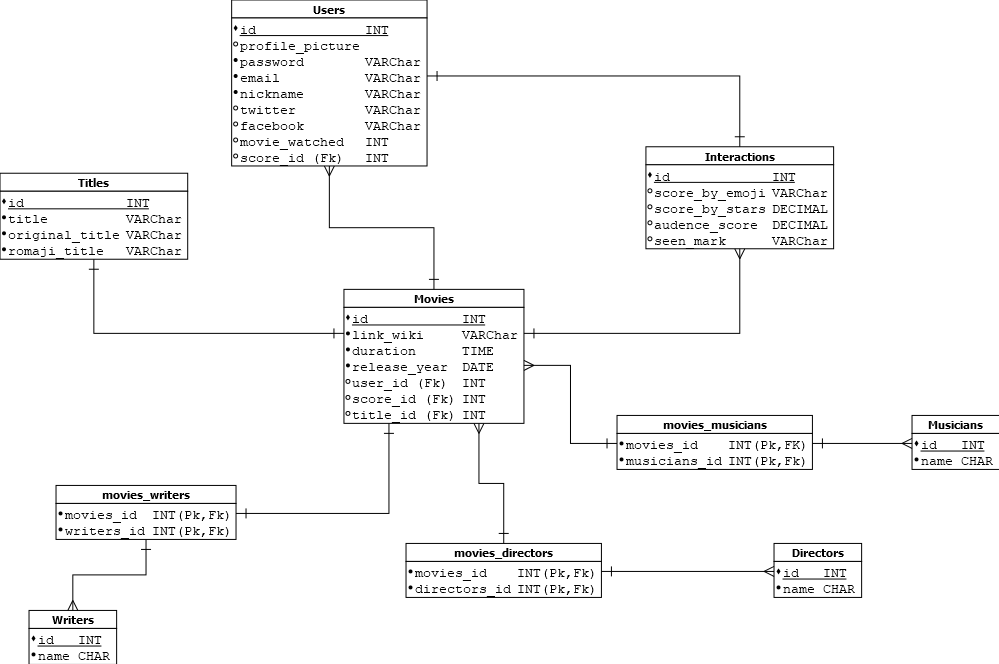 Users
id INT
profile_picture
password VARChar
email VARChar
nickname VARChar
twitter VARChar
facebook VARChar
movie_watched INT
score_id (Fk) INT
Titles
id INT
title VARChar
original_title VARChar
romaji_title VARChar
Interactions
id INT
score_by_emoji VARChar
score_by_stars DECIMAL
audence_score DECIMAL
seen_mark VARChar
Movies
id INT
link_wiki VARChar
duration TIME
release_year DATE
user_id (Fk) INT
score_id (Fk) INT
title_id (Fk) INT
movies_musicians
movies_id INT(Pk,FK)
musicians_id INT(Pk,Fk)
Musicians
id INT
name CHAR
movies_writers
movies_id INT(Pk,Fk)
writers_id INT(Pk,Fk)
movies_directors
movies_id INT(Pk,Fk)
directors_id INT(Pk,Fk)
Directors
id INT
name CHAR
Writers
id INT
name CHAR